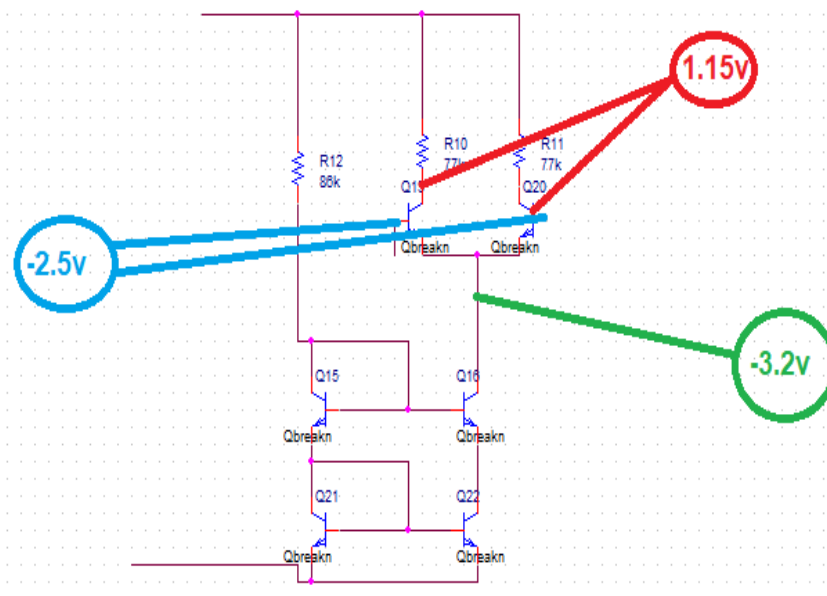 1.15v
R12
86k
R10
77k
R11
77k
Q19
Q20
Qbreakn
Qbreakn
-2.5v
-3.2v
Q15
Q16
Qbreakn
Qbreakn
Q21
Q22
Qbreakn
Qbreakn